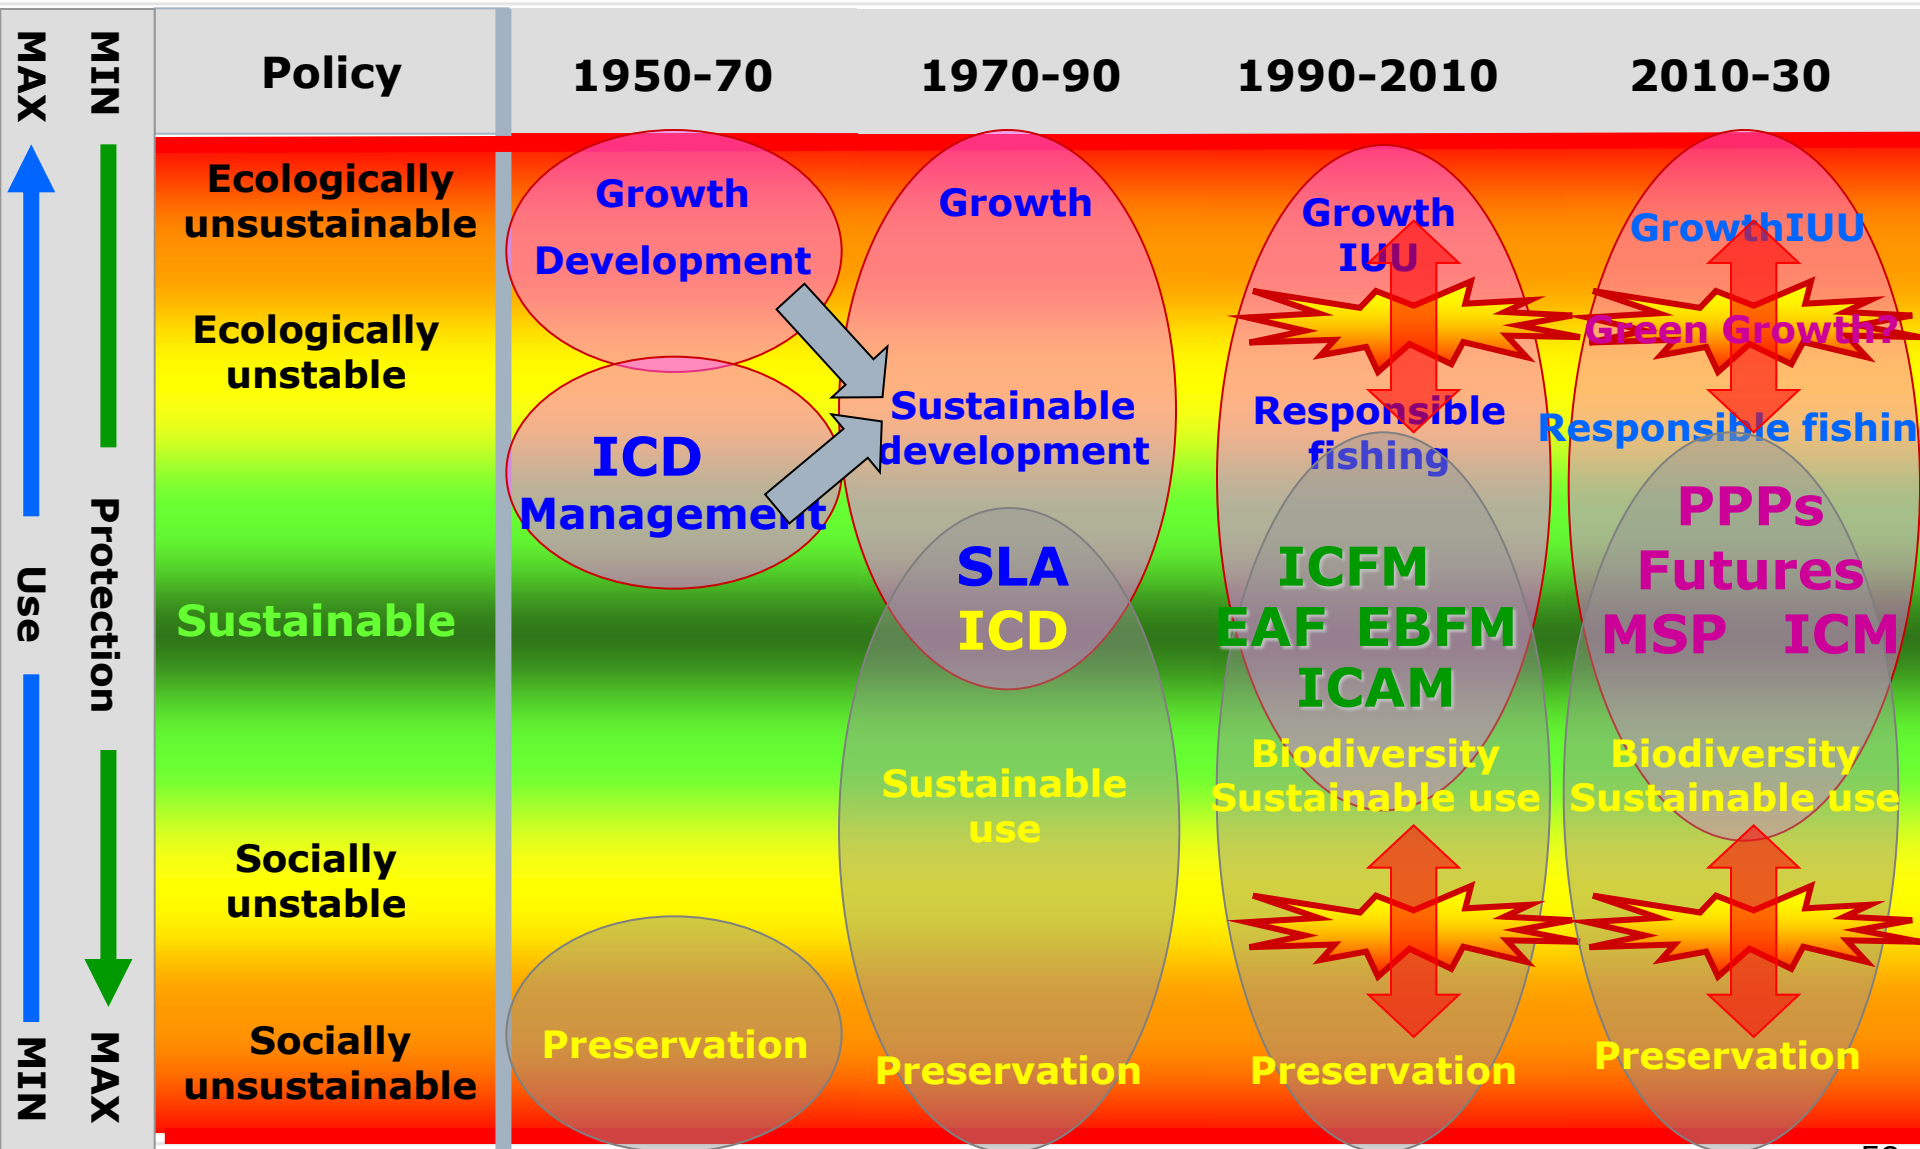 MAX
MIN
Use
Protection
MIN
MAX
Policy
1950-70
1970-90
1990-2010
2010-30
Ecologically
unsustainable
Ecologically
unstable
Sustainable
Socially
unstable
Socially
unsustainable
Growth
Development
ICD
Management
Preservation
Growth
Sustainable
development
SLA
ICD
Sustainable
use
Preservation
Growth
IUU
Responsible
fishing
ICFM
EAF EBFM
ICAM
Biodiversity
Sustainable use
Preservation
GrowthIUU
Green Growth?
Responsible fishin
PPPs
Futures
MSP ICM
Biodiversity
Sustainable use
Preservation